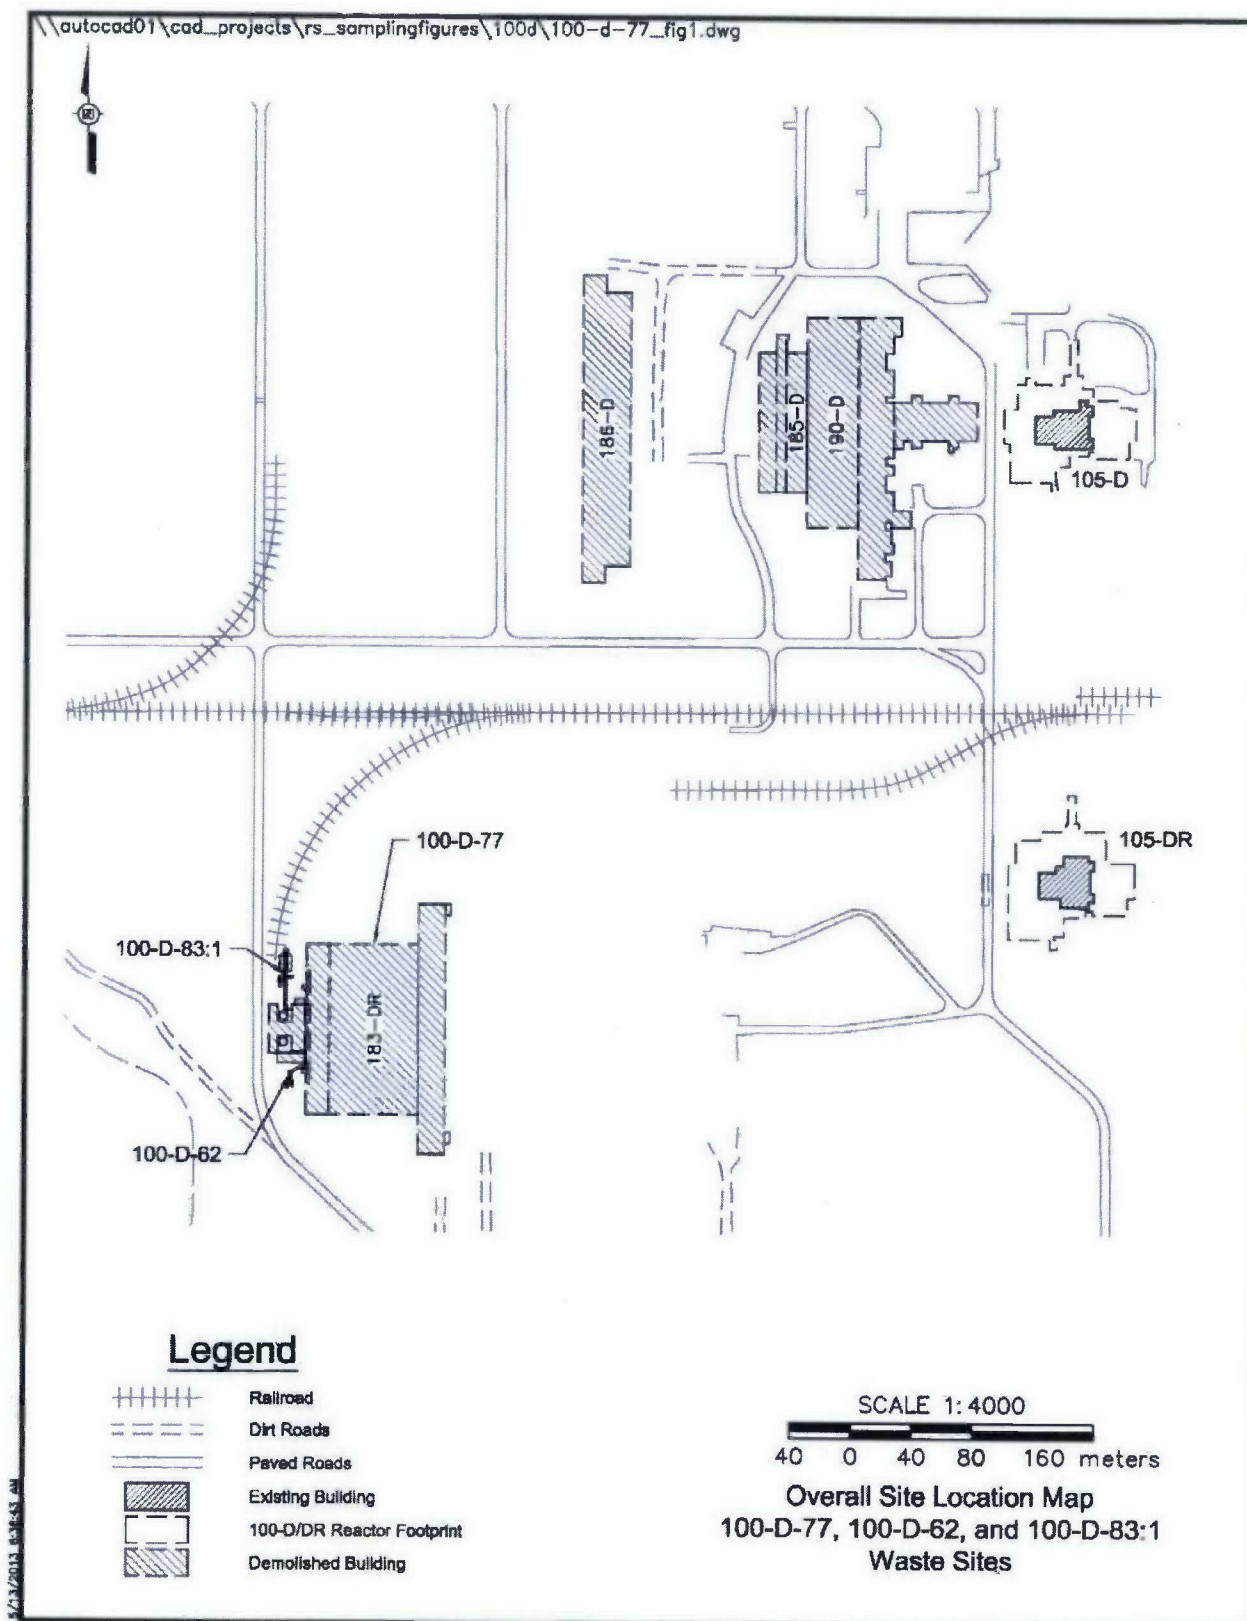 \\autocad01\cad_projects\rs_samplingfigures\100d\100-d-77_fig1.dwg
186-D
185-D
190-D
105-D
100-D-77
105-DR
100-D-83:1
183-DR
100-D-62
Legend
Railroad
Dirt Roads
Paved Roads
Existing Building
100-D/DR Reactor Footprint
Demolished Building
SCALE 1:4000
40 0 40 80 160 meters
Overall Site Location Map
100-D-77, 100-D-62, and 100-D-83:1
Waste Sites